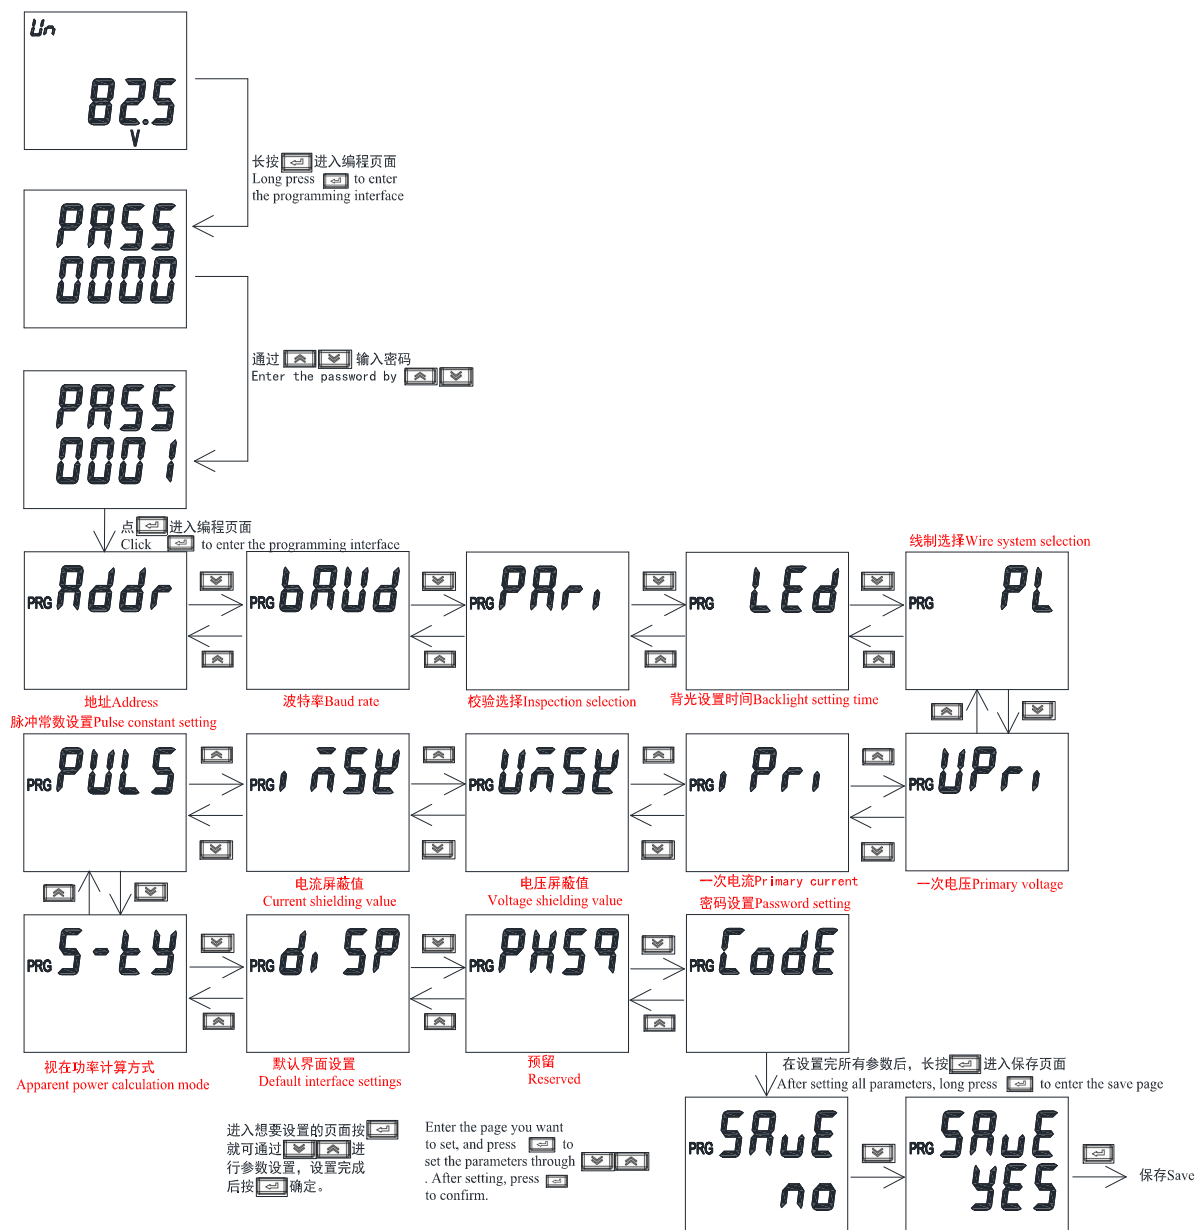 Un
82.5
V
长按 进入编程页面
Long press to enter
the programming interface
PASS
0000
通过 输入密码
Enter the password by
PASS
0001
点 进入编程页面
Click to enter the programming interface
线制选择Wire system selection
PRG Addr
PRG bAUd
PRG PAri
PRG LEd
PRG PL
地址Address
波特率Baud rate
校验选择Inspection selection
背光设置时间Backlight setting time
脉冲常数设置Pulse constant setting
PRG PULS
PRG
PRG
PRG i Pri
PRG UPri
电流屏蔽值
Current shielding value
电压屏蔽值
Voltage shielding value
一次电流Primary current
一次电压Primary voltage
密码设置Password setting
PRG S-ty
PRG diSP
PRG
PRG CodE
视在功率计算方式
Apparent power calculation mode
默认界面设置
Default interface settings
预留
Reserved
在设置完所有参数后，长按 进入保存页面
After setting all parameters, long press to enter the save page
进入想要设置的页面按
就可通过 进
行参数设置，设置完成
后按 确定。
Enter the page you want
to set, and press to
set the parameters through
. After setting, press
to confirm.
PRG SAvE
no
PRG SAvE
YES
保存Save